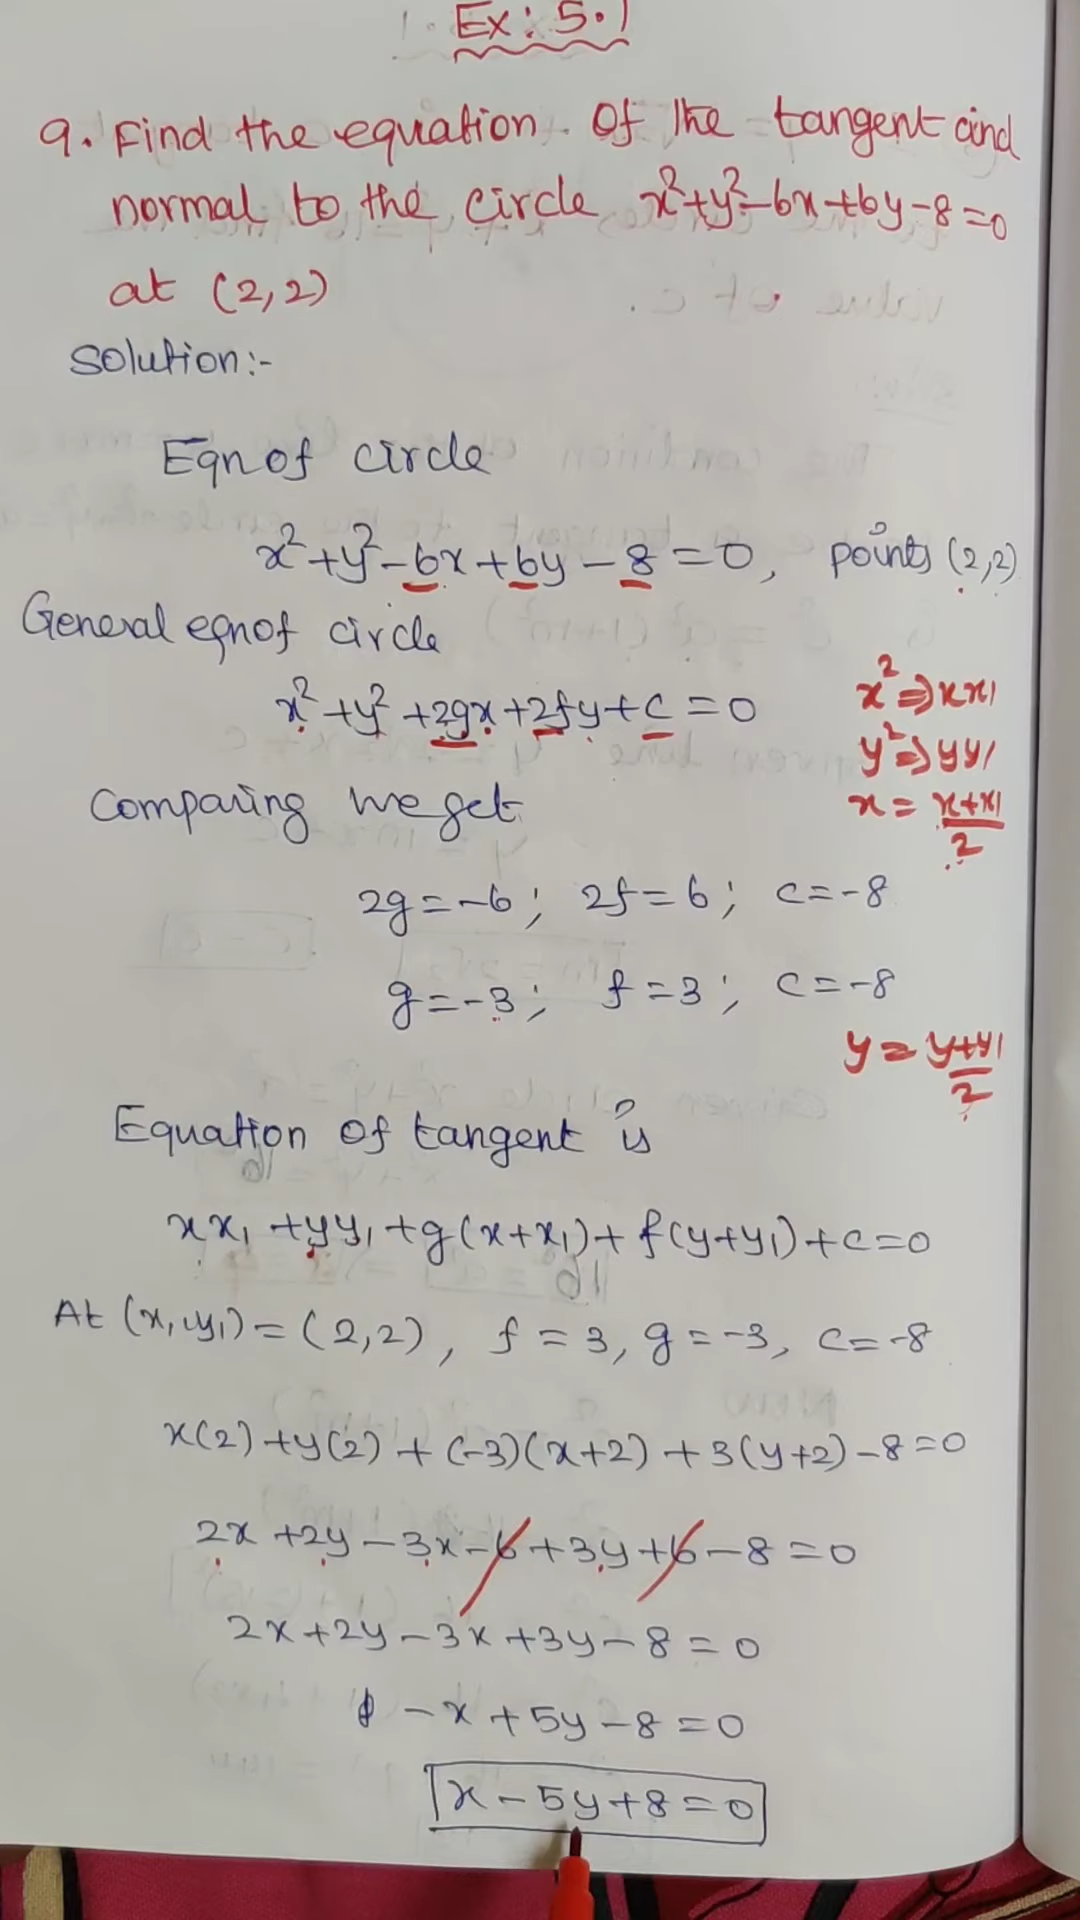 Ex: 5.1
9. Find the equation of the tangent and
normal to the circle x²+y²-6x+6y-8=0
at (2,2)
Solution:-
Eqn of circle
x²+y²-6x+6y-8=0, points (2,2)
General eqn of circle
x²+y²+2gx+2fy+c=0
x²⇒xx₁
y²⇒yy₁
x = (x+x₁)/2
Comparing we get
2g=-6; 2f=6; c=-8
g=-3; f=3; c=-8
y = (y+y₁)/2
Equation of tangent is
xx₁+yy₁+g(x+x₁)+f(y+y₁)+c=0
At (x₁,y₁)=(2,2), f=3, g=-3, c=-8
x(2)+y(2)+(-3)(x+2)+3(y+2)-8=0
2x+2y-3x-6+3y+6-8=0
2x+2y-3x+3y-8=0
-x+5y-8=0
x-5y+8=0